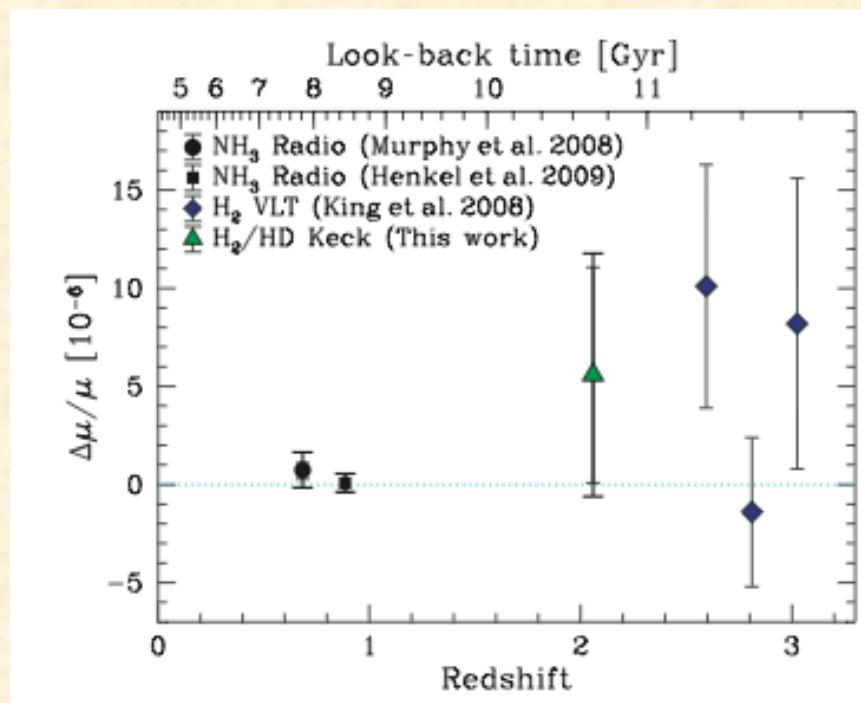 Look-back time [Gyr]
5 6 7 8 9 10 11
NH₃ Radio (Murphy et al. 2008)
NH₃ Radio (Henkel et al. 2009)
H₂ VLT (King et al. 2008)
H₂/HD Keck (This work)
15
10
5
0
−5
Δμ/μ [10⁻⁶]
0 1 2 3
Redshift